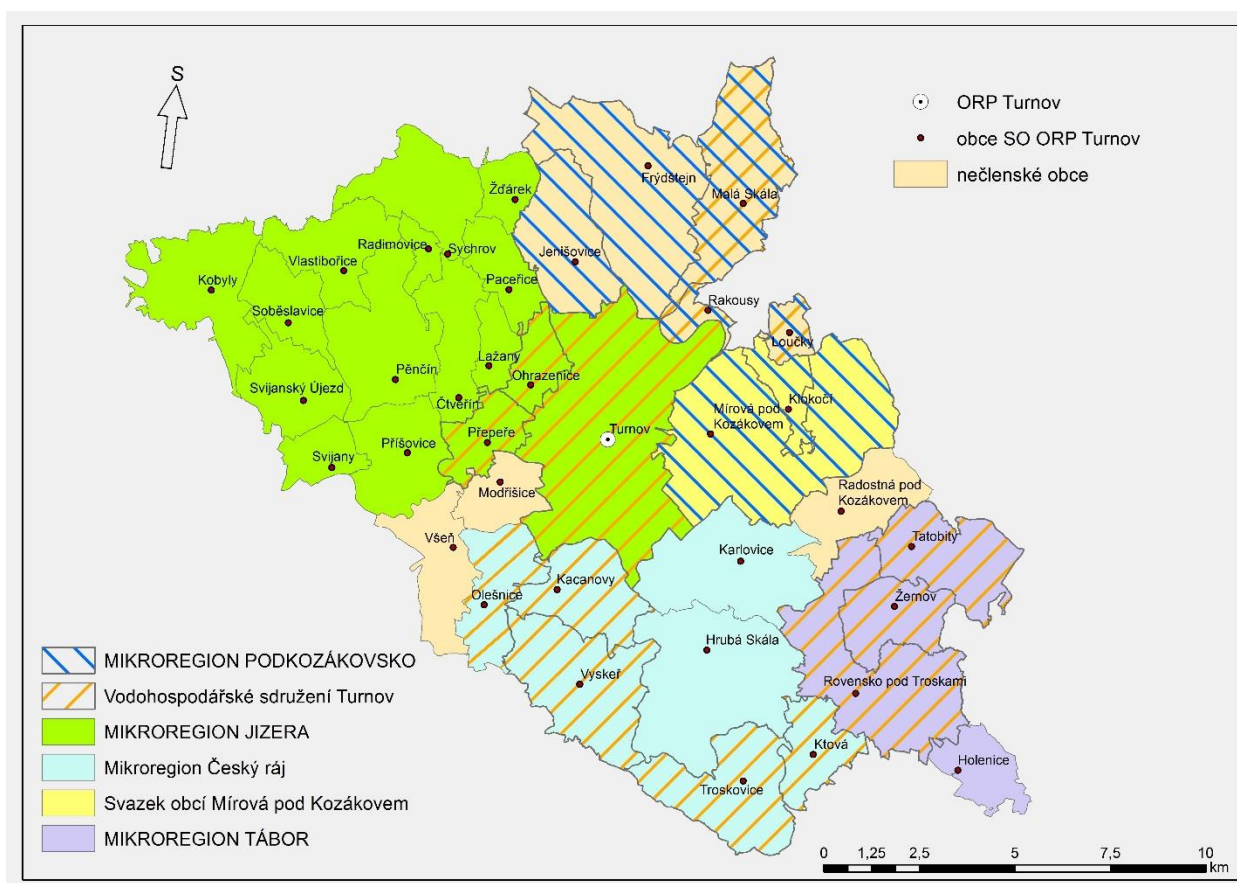 S
ORP Turnov
obce SO ORP Turnov
nečlenské obce
Frýdštejn
Malá Skála
Žďárek
Jenišovice
Radimovice
Sychrov
Vlastibořice
Kobyly
Paceřice
Rakousy
Soběslavice
Loučky
Lažany
Pěnčín
Ohrazenice
Svijanský Újezd
Čtveřín
Klokočí
Mírová pod
Kozákovem
Turnov
Přepeře
Příšovice
Svijany
Modřišice
Radostná pod
Kozákovem
Všeň
Tatobity
Karlovice
Kacanovy
Olešnice
Žernov
Hrubá Skála
Vyskeř
Rovensko pod Troskami
Ktová
Holenice
Troskovice
MIKROREGION PODKOZÁKOVSKO
Vodohospodářské sdružení Turnov
MIKROREGION JIZERA
Mikroregion Český ráj
Svazek obcí Mírová pod Kozákovem
MIKROREGION TÁBOR
0 1,25 2,5 5 7,5 10
km